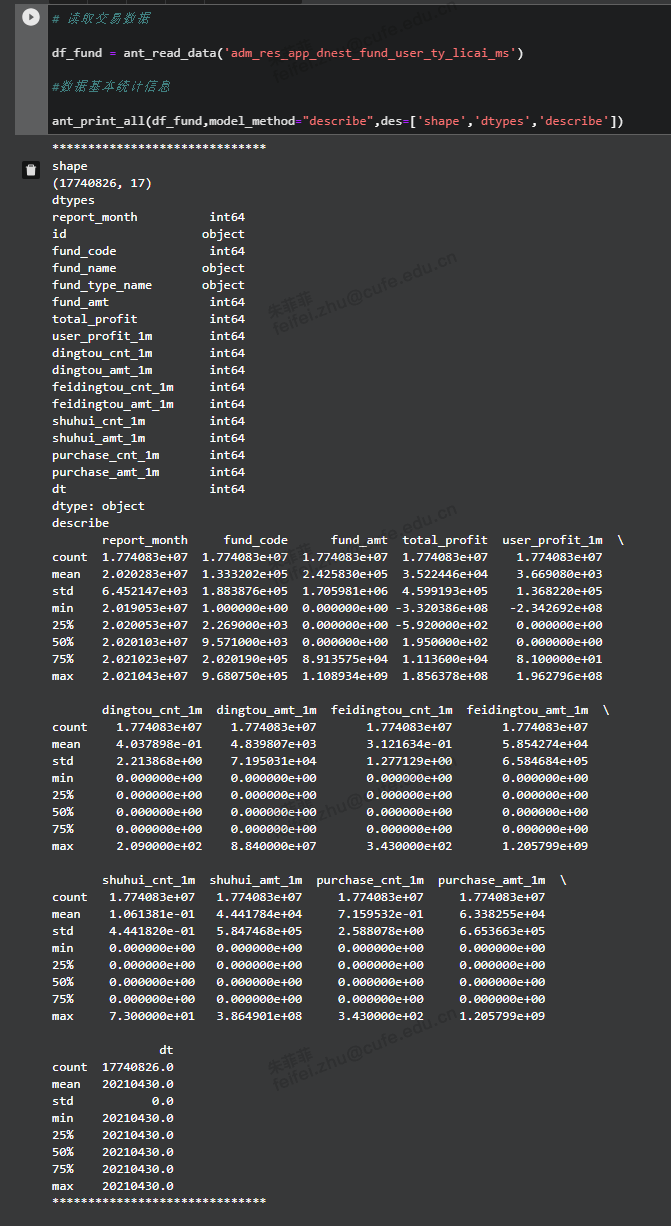 # 读取交易数据
df_fund = ant_read_data('adm_res_app_dnest_fund_user_ty_licai_ms')
#数据基本统计信息
ant_print_all(df_fund,model_method="describe",des=['shape','dtypes','describe'])
******************************
shape
(17740826, 17)
dtypes
report_month          int64
id                   object
fund_code             int64
fund_name            object
fund_type_name       object
fund_amt              int64
total_profit          int64
user_profit_1m        int64
dingtou_cnt_1m        int64
dingtou_amt_1m        int64
feidingtou_cnt_1m     int64
feidingtou_amt_1m     int64
shuhui_cnt_1m         int64
shuhui_amt_1m         int64
purchase_cnt_1m       int64
purchase_amt_1m       int64
dt                    int64
dtype: object
describe
       report_month     fund_code      fund_amt  total_profit  user_profit_1m  \
count  1.774083e+07  1.774083e+07  1.774083e+07  1.774083e+07    1.774083e+07
mean   2.020283e+07  1.333202e+05  2.425830e+05  3.522446e+04    3.669080e+03
std    6.452147e+03  1.883876e+05  1.705981e+06  4.599193e+05    1.368220e+05
min    2.019053e+07  1.000000e+00  0.000000e+00 -3.320386e+08   -2.342692e+08
25%    2.020053e+07  2.269000e+03  0.000000e+00 -5.920000e+02    0.000000e+00
50%    2.020103e+07  9.571000e+03  0.000000e+00  1.950000e+02    0.000000e+00
75%    2.021023e+07  2.020190e+05  8.913575e+04  1.113600e+04    8.100000e+01
max    2.021043e+07  9.680750e+05  1.108934e+09  1.856378e+08    1.962796e+08
       dingtou_cnt_1m  dingtou_amt_1m  feidingtou_cnt_1m  feidingtou_amt_1m  \
count    1.774083e+07    1.774083e+07       1.774083e+07       1.774083e+07
mean     4.037898e-01    4.839807e+03       3.121634e-01       5.854274e+04
std      2.213868e+00    7.195031e+04       1.277129e+00       6.584684e+05
min      0.000000e+00    0.000000e+00       0.000000e+00       0.000000e+00
25%      0.000000e+00    0.000000e+00       0.000000e+00       0.000000e+00
50%      0.000000e+00    0.000000e+00       0.000000e+00       0.000000e+00
75%      0.000000e+00    0.000000e+00       0.000000e+00       0.000000e+00
max      2.090000e+02    8.840000e+07       3.430000e+02       1.205799e+09
       shuhui_cnt_1m  shuhui_amt_1m  purchase_cnt_1m  purchase_amt_1m  \
count   1.774083e+07   1.774083e+07     1.774083e+07     1.774083e+07
mean    1.061381e-01   4.441784e+04     7.159532e-01     6.338255e+04
std     4.441820e-01   5.847468e+05     2.588078e+00     6.653663e+05
min     0.000000e+00   0.000000e+00     0.000000e+00     0.000000e+00
25%     0.000000e+00   0.000000e+00     0.000000e+00     0.000000e+00
50%     0.000000e+00   0.000000e+00     0.000000e+00     0.000000e+00
75%     0.000000e+00   0.000000e+00     0.000000e+00     0.000000e+00
max     7.300000e+01   3.864901e+08     3.430000e+02     1.205799e+09
               dt
count  17740826.0
mean   20210430.0
std           0.0
min    20210430.0
25%    20210430.0
50%    20210430.0
75%    20210430.0
max    20210430.0
******************************
朱菲菲
feifei.zhu@cufe.edu.cn
朱菲菲
feifei.zhu@cufe.edu.cn